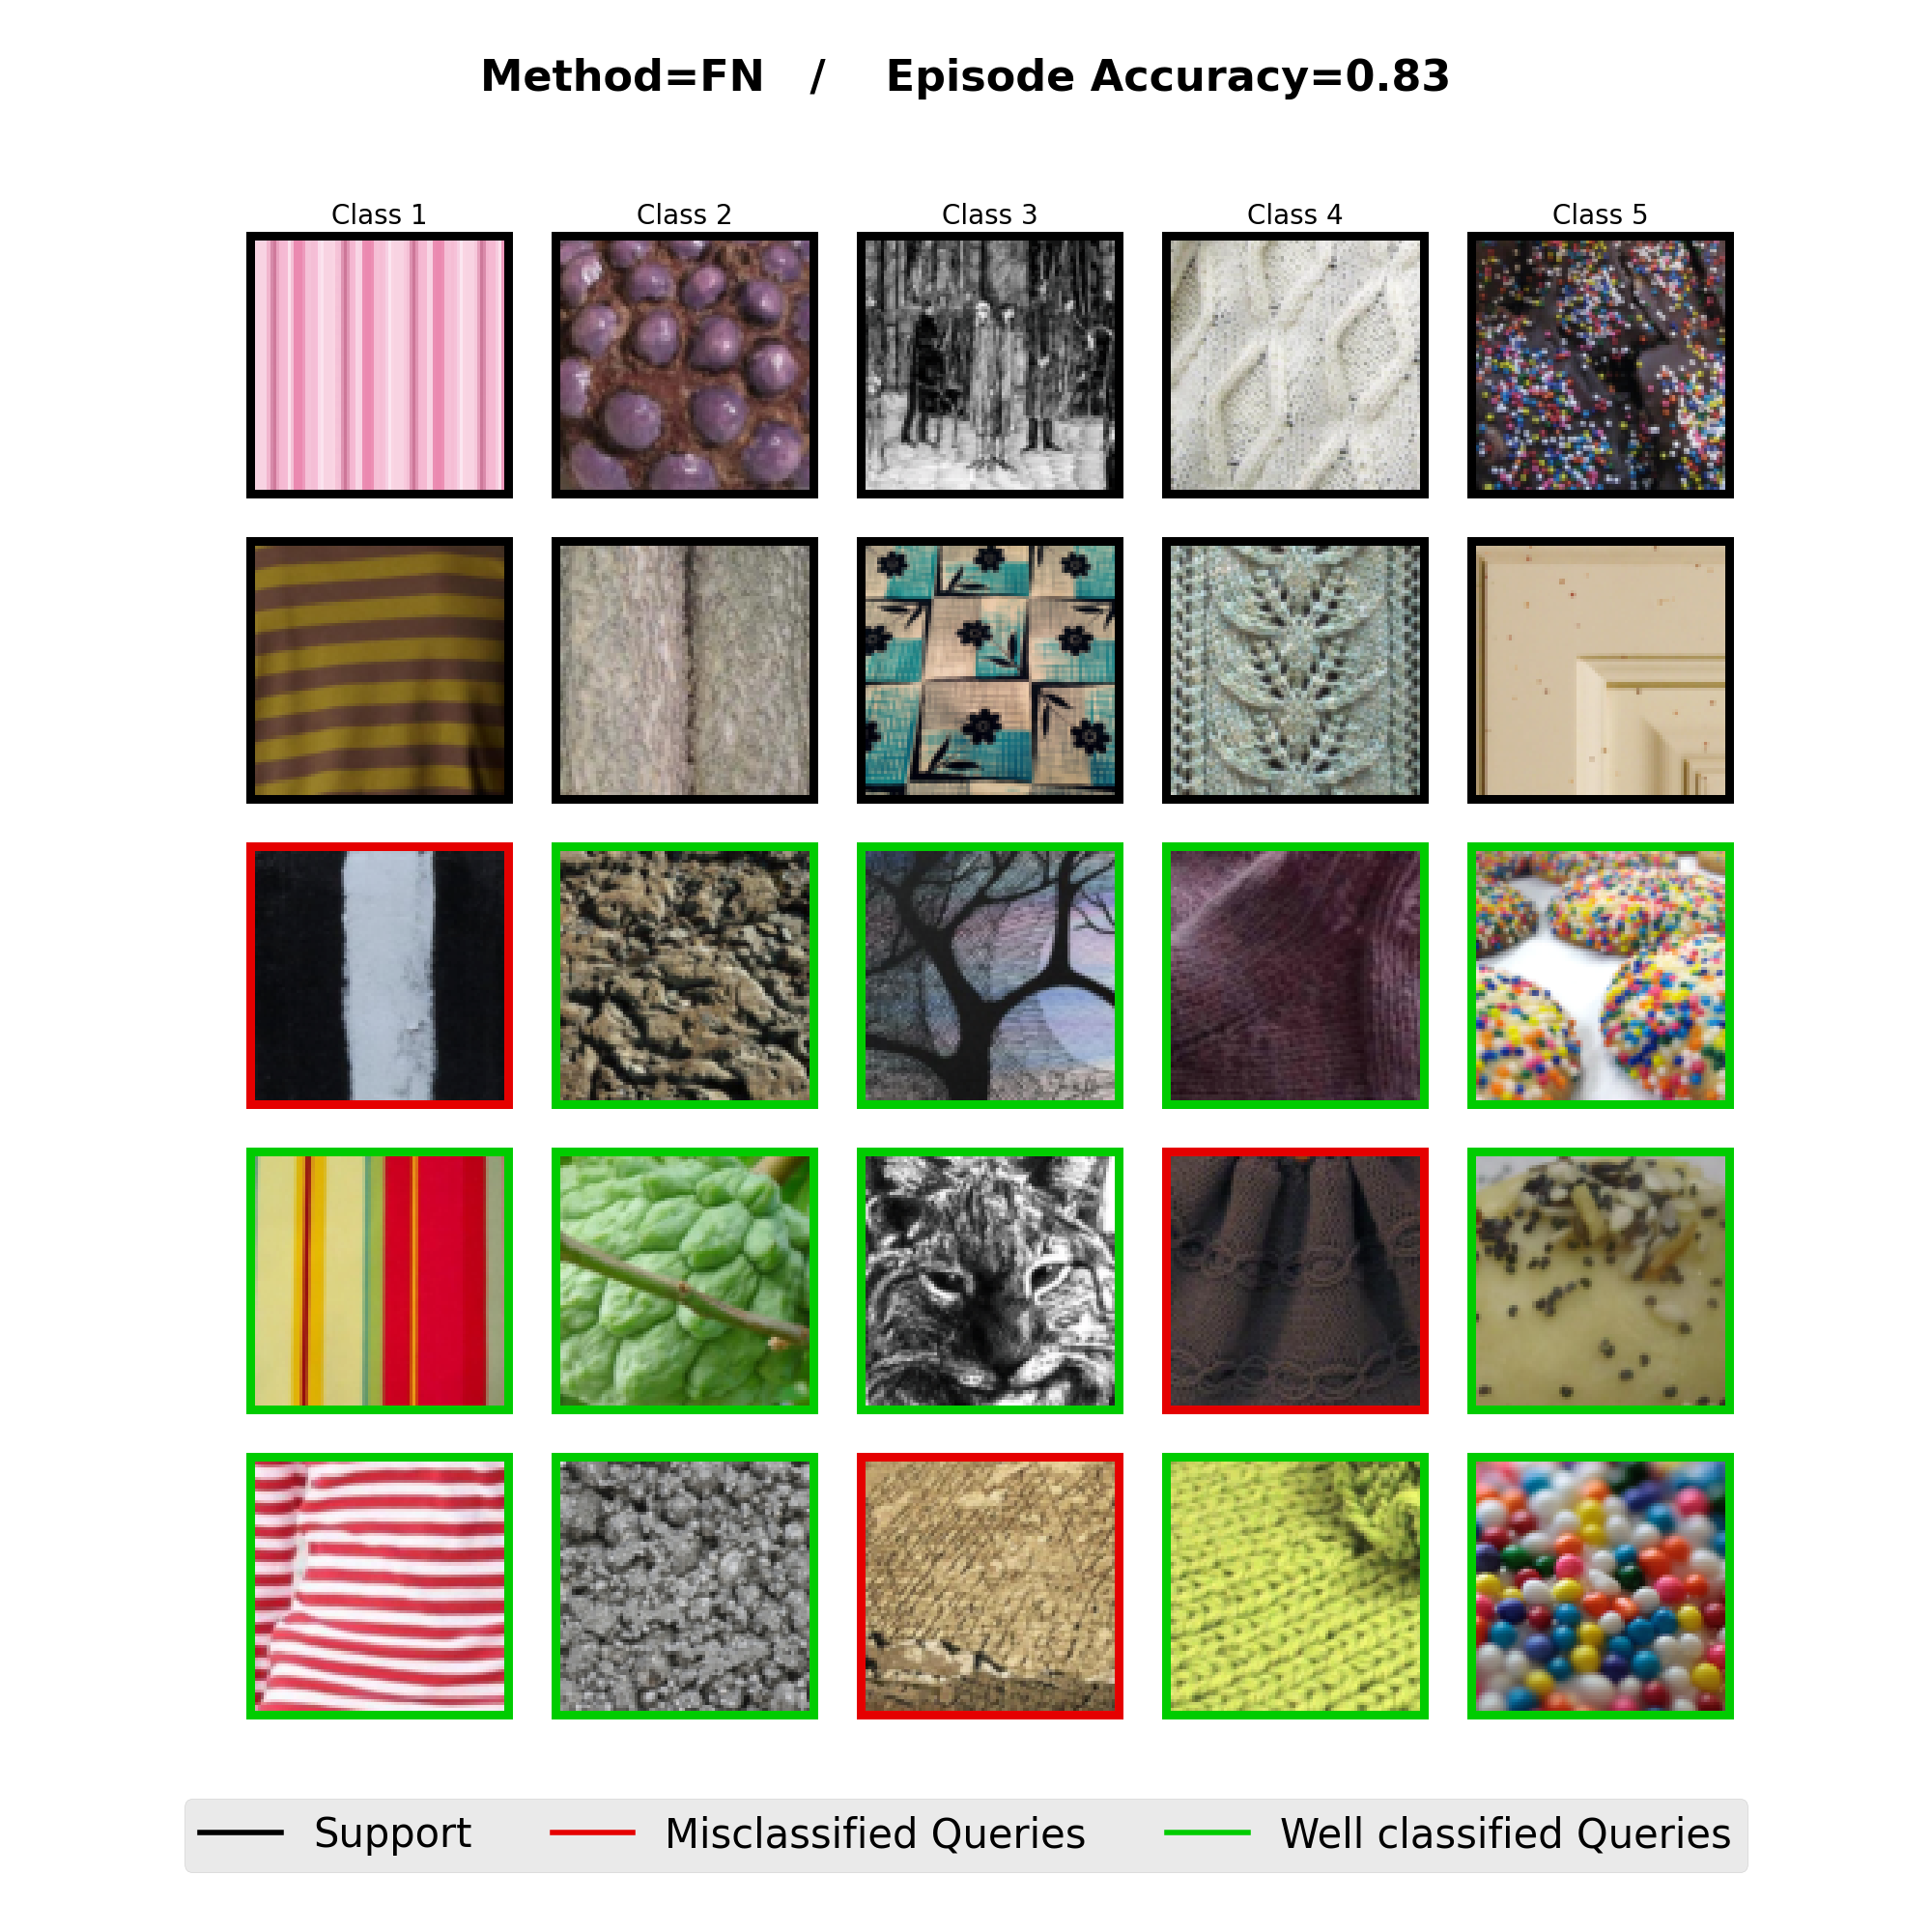 Method=FN / Episode Accuracy=0.83
Class 1 Class 2 Class 3 Class 4 Class 5
Support Misclassified Queries Well classified Queries